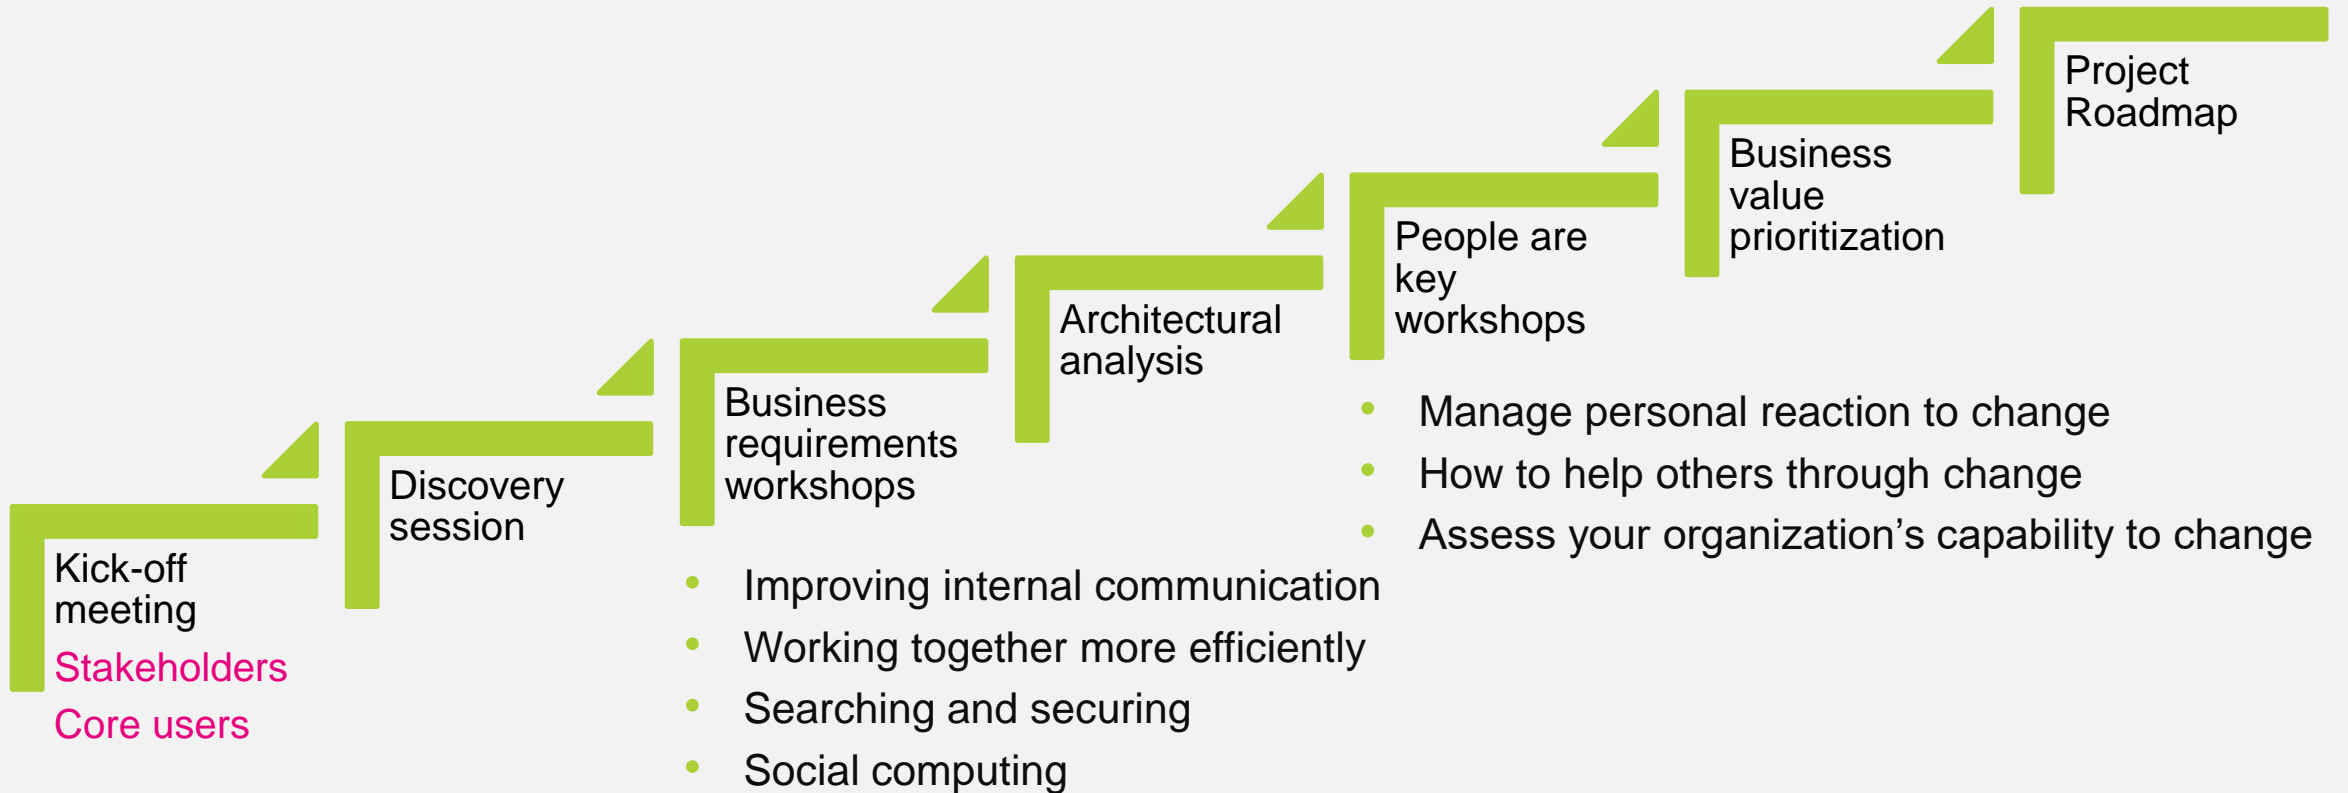 Kick-off
meeting
Stakeholders
Core users
Discovery
session
Business
requirements
workshops
• Improving internal communication
• Working together more efficiently
• Searching and securing
• Social computing
Architectural
analysis
People are
key
workshops
• Manage personal reaction to change
• How to help others through change
• Assess your organization’s capability to change
Business
value
prioritization
Project
Roadmap